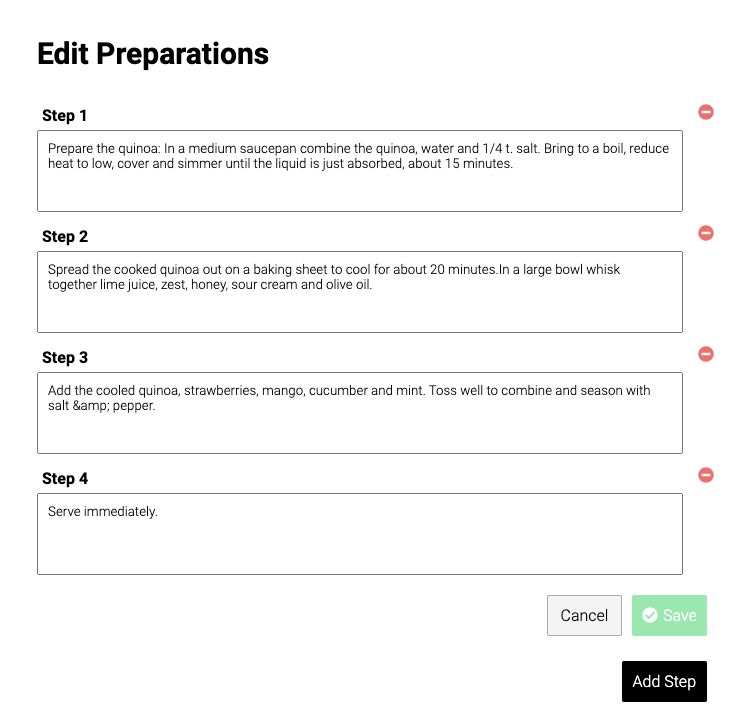 Edit Preparations
Step 1
Prepare the quinoa: In a medium saucepan combine the quinoa, water and 1/4 t. salt. Bring to a boil, reduce
heat to low, cover and simmer until the liquid is just absorbed, about 15 minutes.
Step 2
Spread the cooked quinoa out on a baking sheet to cool for about 20 minutes.In a large bowl whisk
together lime juice, zest, honey, sour cream and olive oil.
Step 3
Add the cooled quinoa, strawberries, mango, cucumber and mint. Toss well to combine and season with
salt &amp; pepper.
Step 4
Serve immediately.
Cancel
Save
Add Step